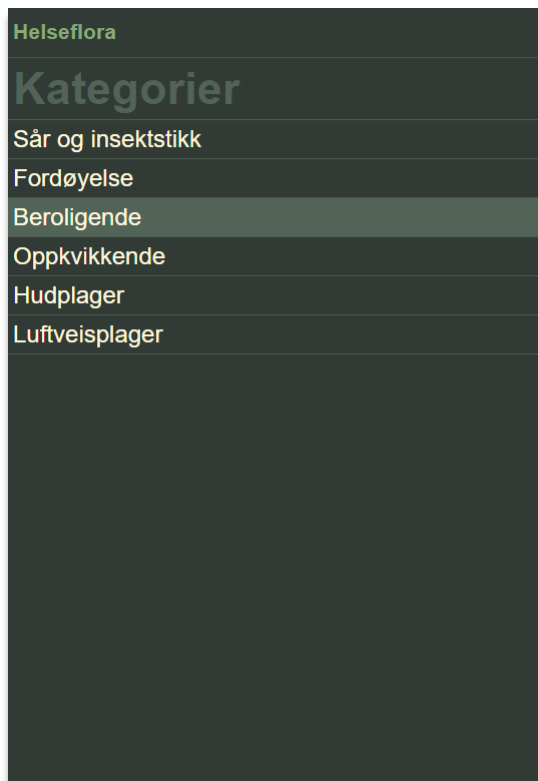 Helseflora
Kategorier
Sår og insektstikk
Fordøyelse
Beroligende
Oppkvikkende
Hudplager
Luftveisplager